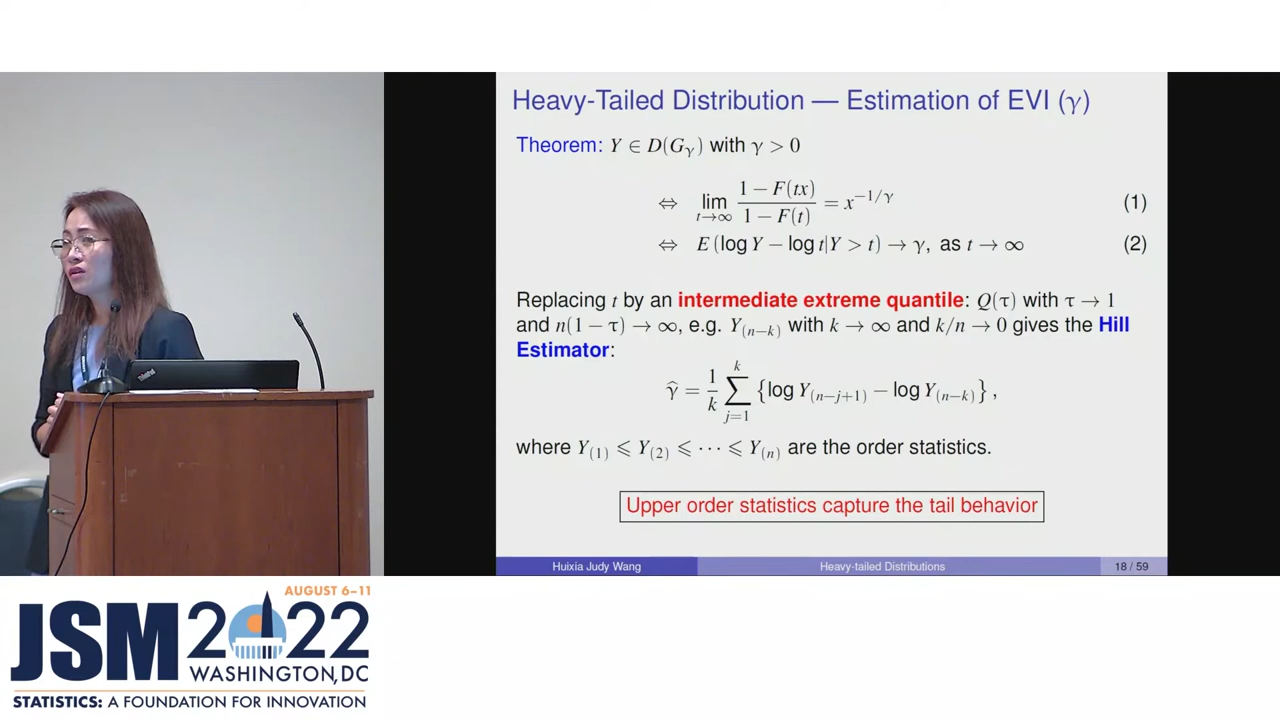 Heavy-Tailed Distribution — Estimation of EVI (γ)
Theorem: Y ∈ D(G_γ) with γ > 0
⇔ lim_{t→∞} (1 − F(tx)) / (1 − F(t)) = x^{−1/γ} (1)
⇔ E (log Y − log t|Y > t) → γ, as t → ∞ (2)
Replacing t by an intermediate extreme quantile: Q(τ) with τ → 1
and n(1 − τ) → ∞, e.g. Y_{(n−k)} with k → ∞ and k/n → 0 gives the Hill
Estimator:
γ̂ = 1/k ∑_{j=1}^{k} {log Y_{(n−j+1)} − log Y_{(n−k)}} ,
where Y_{(1)} ⩽ Y_{(2)} ⩽ ⋯ ⩽ Y_{(n)} are the order statistics.
Upper order statistics capture the tail behavior
Huixia Judy Wang Heavy-tailed Distributions 18 / 59
ThinkPad
AUGUST 6–11
JSM 2022
WASHINGTON, DC
STATISTICS: A FOUNDATION FOR INNOVATION